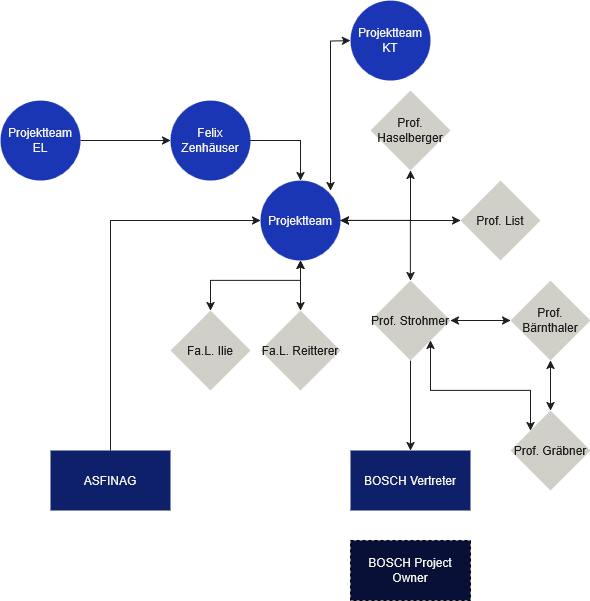 Projektteam
KT
Prof.
Haselberger
Projektteam
EL
Felix
Zenhäuser
Projektteam
Prof. List
Prof. Strohmer
Prof.
Bärnthaler
Fa.L. Ilie
Fa.L. Reitterer
Prof. Gräbner
ASFINAG
BOSCH Vertreter
BOSCH Project
Owner